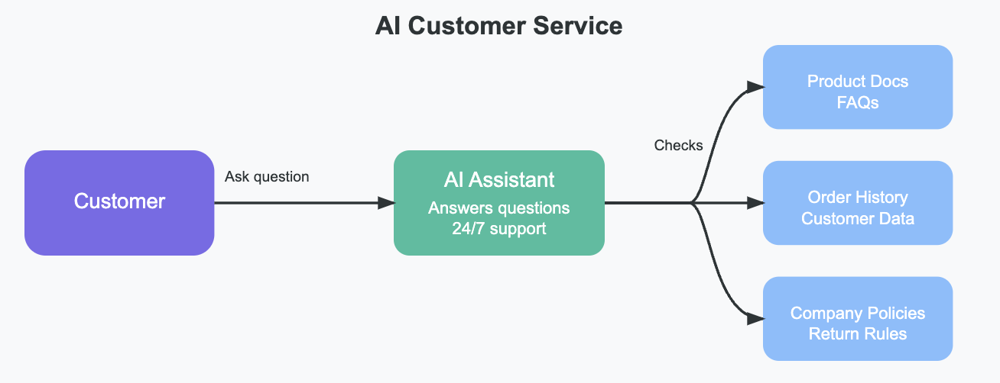 AI Customer Service
Customer
Ask question
AI Assistant
Answers questions
24/7 support
Checks
Product Docs
FAQs
Order History
Customer Data
Company Policies
Return Rules